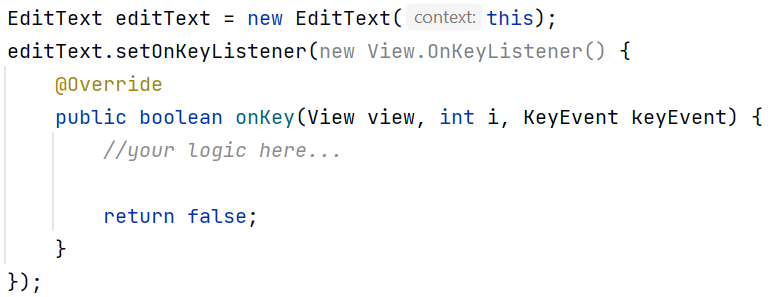 EditText editText = new EditText( context: this);
editText.setOnKeyListener(new View.OnKeyListener() {
    @Override
    public boolean onKey(View view, int i, KeyEvent keyEvent) {
        //your logic here...

        return false;
    }
});